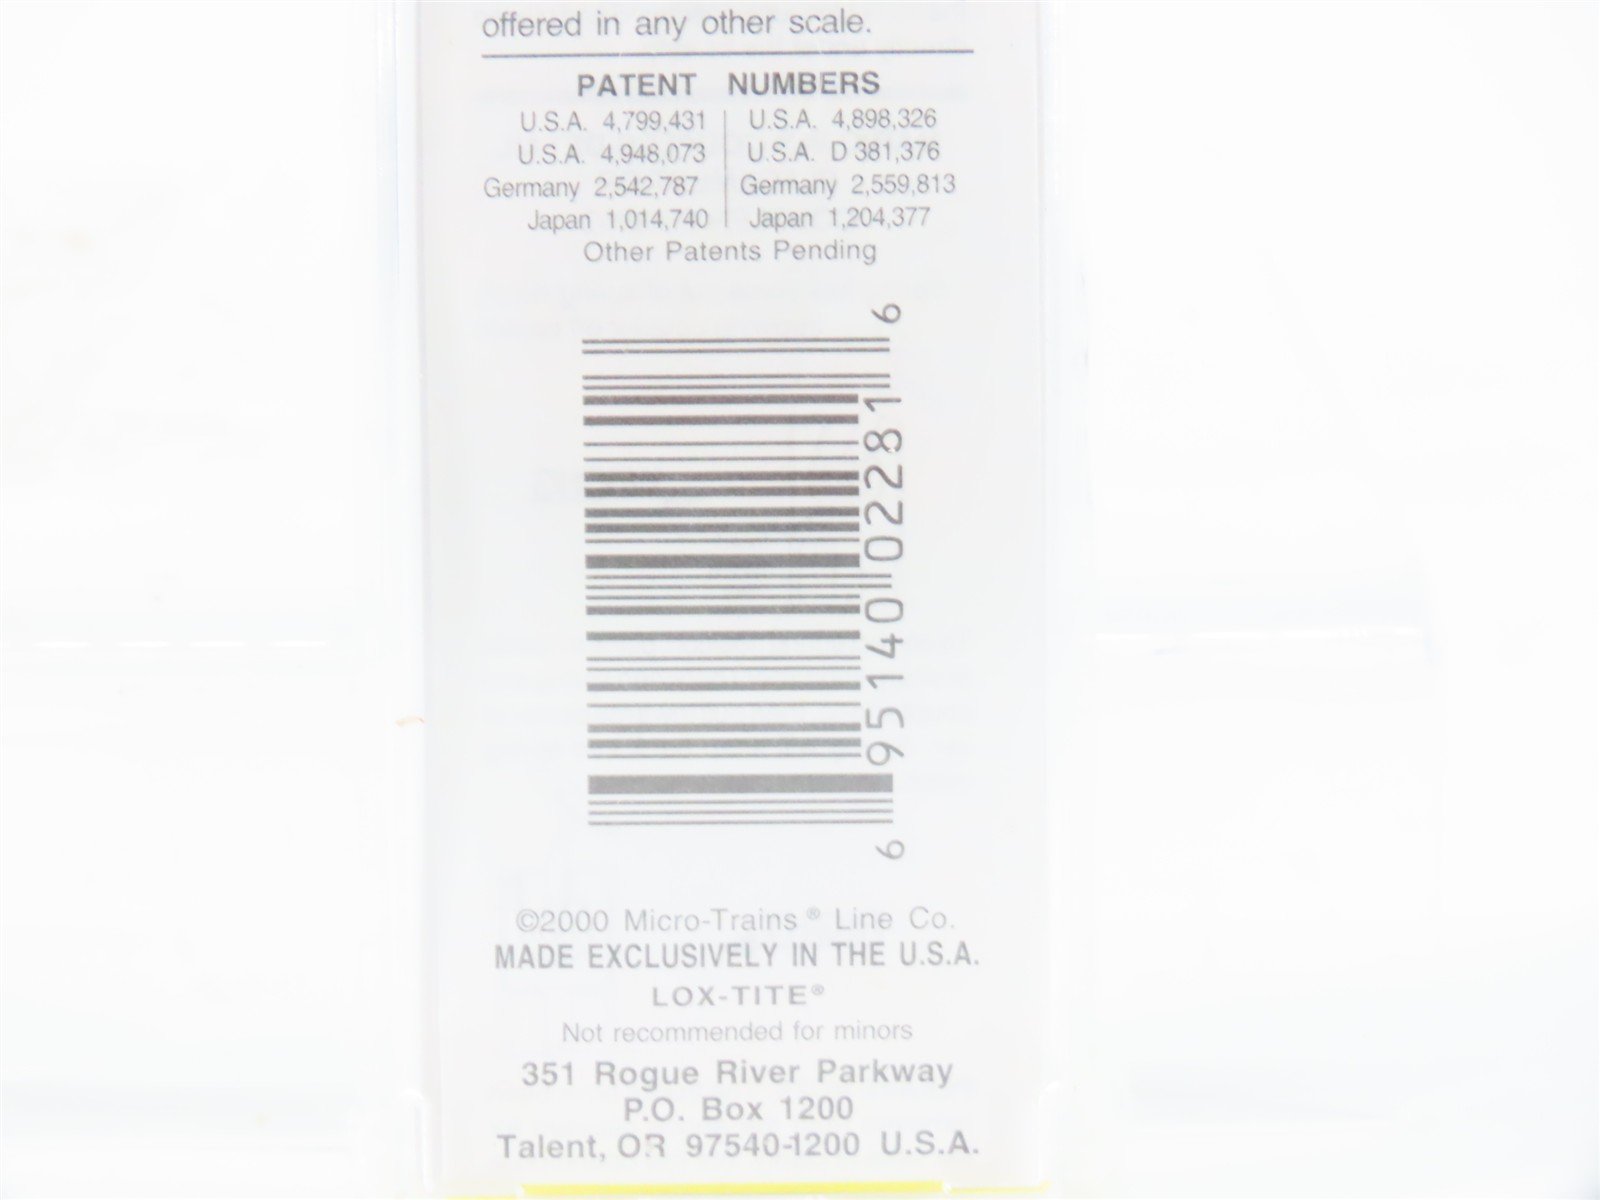 offered in any other scale.
PATENT NUMBERS
U.S.A. 4,799,431 U.S.A. 4,898,326
U.S.A. 4,948,073 U.S.A. D 381,376
Germany 2,542,787 Germany 2,559,813
Japan 1,014,740 Japan 1,204,377
Other Patents Pending
6 95140 02281 6
©2000 Micro-Trains® Line Co.
MADE EXCLUSIVELY IN THE U.S.A.
LOX-TITE®
Not recommended for minors
351 Rogue River Parkway
P.O. Box 1200
Talent, OR 97540-1200 U.S.A.